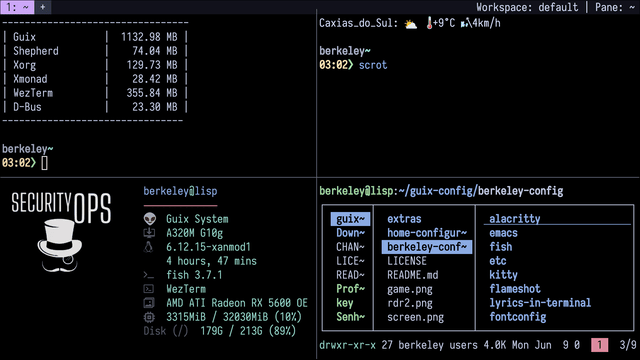 1: ~ +
Workspace: default | Pane: ~
--------------------------------
| Guix | 1132.98 MB |
| Shepherd | 74.04 MB |
| Xorg | 129.73 MB |
| Xmonad | 28.42 MB |
| WezTerm | 355.84 MB |
| D-Bus | 23.30 MB |
-------------------------------
berkeley~
03:02❯
Caxias_do_Sul: ⛅ 🌡️+9°C 🌬️\4km/h
berkeley~
03:02❯ scrot
SECURITY OPS
berkeley@lisp
Guix System
A320M G10g
6.12.15-xanmod1
4 hours, 47 mins
fish 3.7.1
WezTerm
AMD ATI Radeon RX 5600 OE
3315MiB / 32030MiB (10%)
Disk (/) 179G / 213G (89%)
berkeley@lisp:~/guix-config/berkeley-config
guix~ extras alacritty
Down~ home-configur~ emacs
CHAN~ berkeley-conf~ fish
LICE~ LICENSE etc
READ~ README.md kitty
Prof~ game.png flameshot
key rdr2.png lyrics-in-terminal
Senh~ screen.png fontconfig
drwxr-xr-x 27 berkeley users 4.0K Mon Jun 9 0 1 3/9